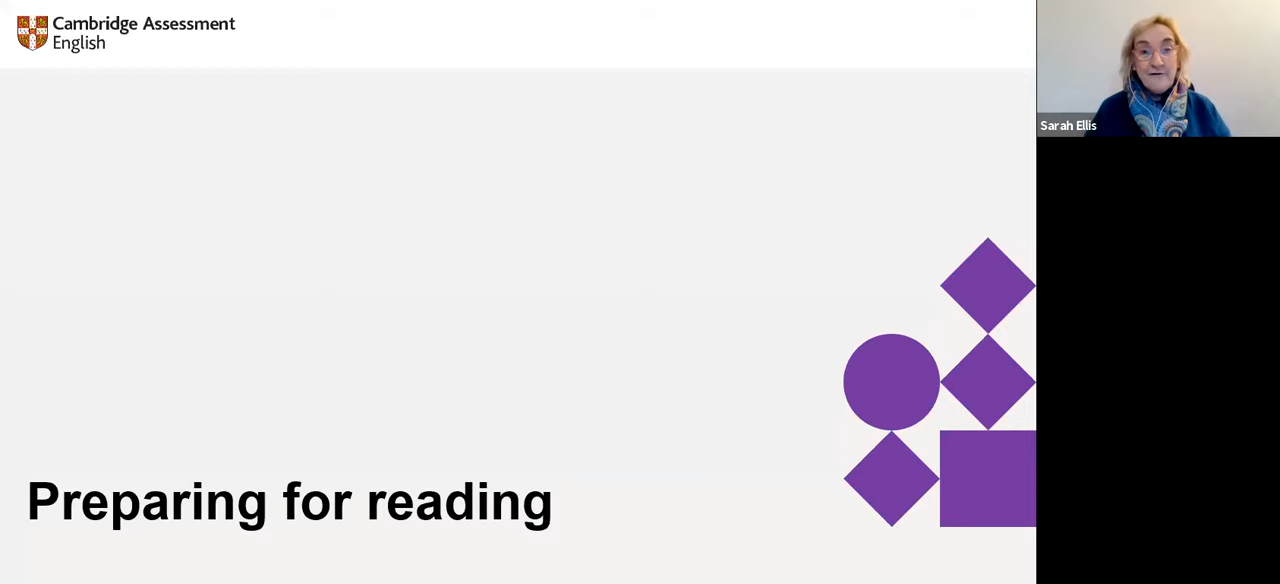 Cambridge Assessment
English
Sarah Ellis
Preparing for reading